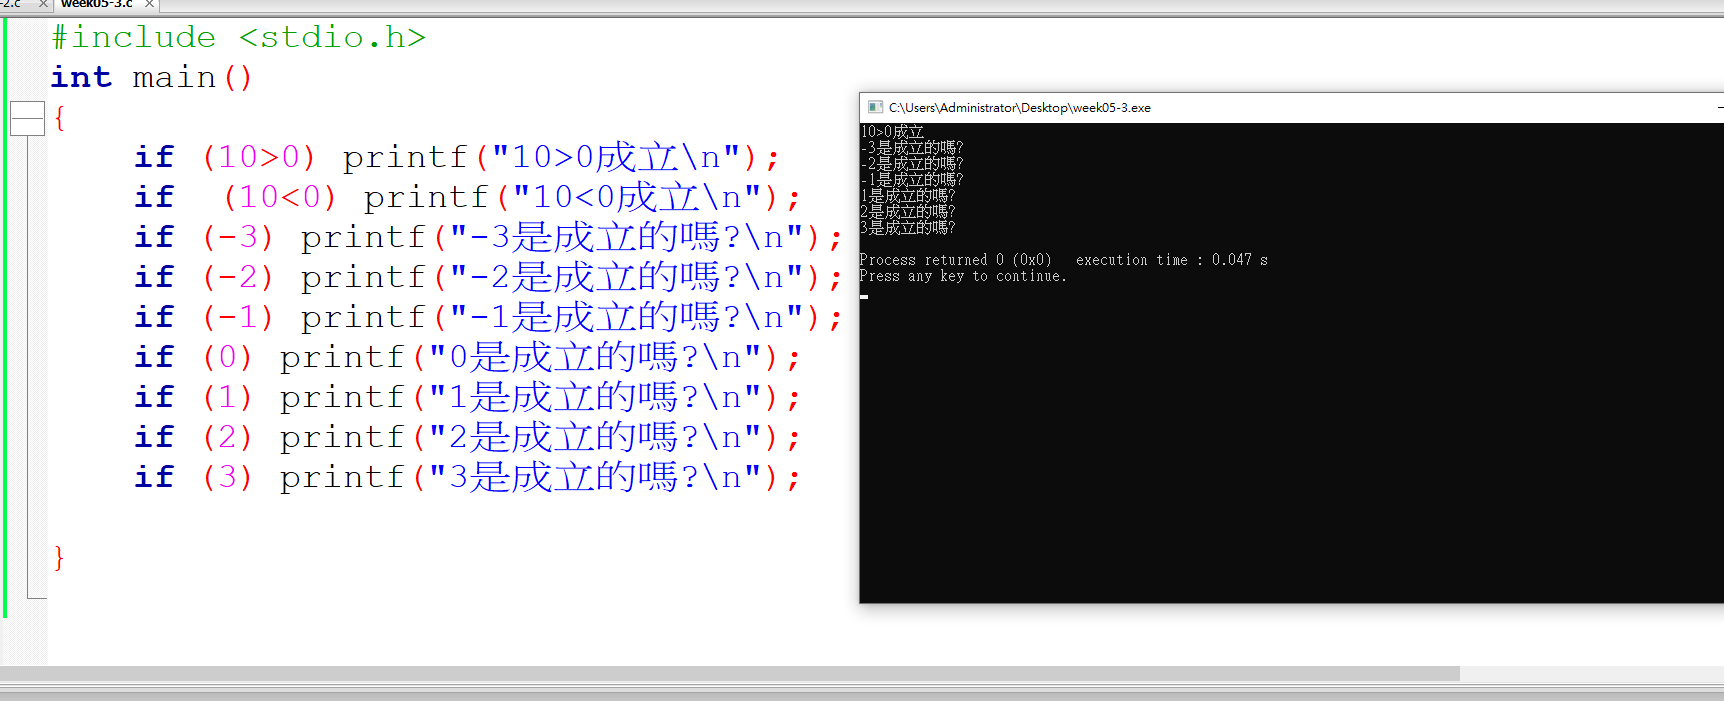 -2.c × week05-3.c ×
#include <stdio.h>
int main()
{
if (10>0) printf("10>0成立\n");
if (10<0) printf("10<0成立\n");
if (-3) printf("-3是成立的嗎?\n");
if (-2) printf("-2是成立的嗎?\n");
if (-1) printf("-1是成立的嗎?\n");
if (0) printf("0是成立的嗎?\n");
if (1) printf("1是成立的嗎?\n");
if (2) printf("2是成立的嗎?\n");
if (3) printf("3是成立的嗎?\n");
}
C:\Users\Administrator\Desktop\week05-3.exe
10>0成立
-3是成立的嗎?
-2是成立的嗎?
-1是成立的嗎?
1是成立的嗎?
2是成立的嗎?
3是成立的嗎?
Process returned 0 (0x0) execution time : 0.047 s
Press any key to continue.